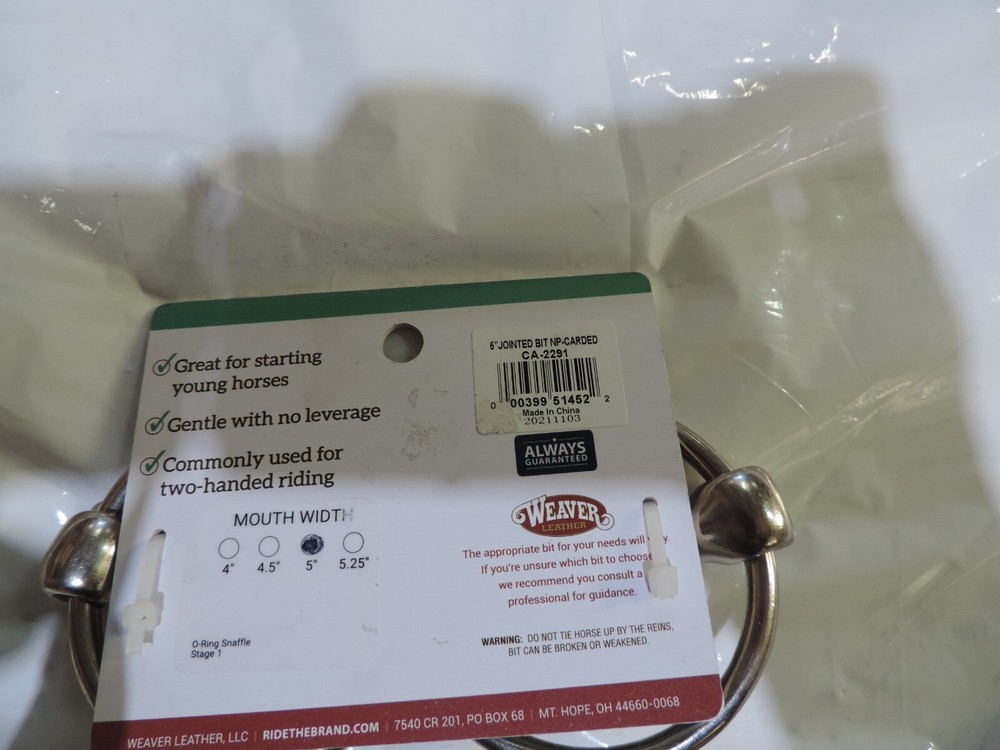 Great for starting
young horses
Gentle with no leverage
Commonly used for
two-handed riding
MOUTH WIDTH
4" 4.5" 5" 5.25"
O-Ring Snaffle
Stage 1
5"JOINTED BIT NP-CARDED
CA-2291
0 00399 51452 2
Made In China
20211103
ALWAYS
GUARANTEED
WEAVER
LEATHER
The appropriate bit for your needs will
If you're unsure which bit to choose
we recommend you consult a
professional for guidance.
WARNING: DO NOT TIE HORSE UP BY THE REINS,
BIT CAN BE BROKEN OR WEAKENED.
WEAVER LEATHER, LLC | RIDETHEBRAND.COM | 7540 CR 201, PO BOX 68 | MT. HOPE, OH 44660-0068